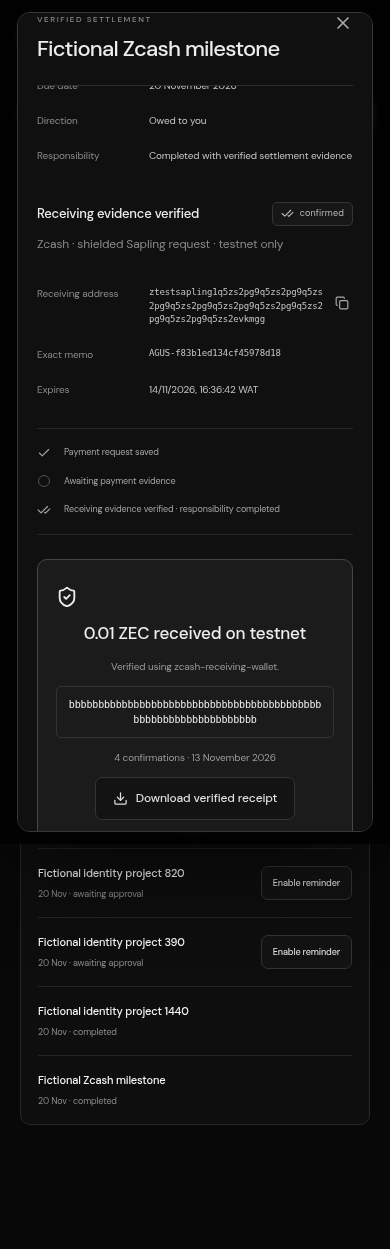 VERIFIED SETTLEMENT
Fictional Zcash milestone
Due date 20 November 2026
Direction Owed to you
Responsibility Completed with verified settlement evidence
Receiving evidence verified confirmed
Zcash · shielded Sapling request · testnet only
Receiving address ztestsapling1q5zs2pg9q5zs2pg9q5zs
2pg9q5zs2pg9q5zs2pg9q5zs2pg9q5zs2
pg9q5zs2pg9q5zs2evkmgg
Exact memo AGUS-f83b1ed134cf45978d18
Expires 14/11/2026, 16:36:42 WAT
Payment request saved
Awaiting payment evidence
Receiving evidence verified · responsibility completed
0.01 ZEC received on testnet
Verified using zcash-receiving-wallet.
bbbbbbbbbbbbbbbbbbbbbbbbbbbbbbbbbbbbbbbbbbb
bbbbbbbbbbbbbbbbbbbbb
4 confirmations · 13 November 2026
Download verified receipt
Fictional identity project 820
20 Nov · awaiting approval
Enable reminder
Fictional identity project 390
20 Nov · awaiting approval
Enable reminder
Fictional identity project 1440
20 Nov · completed
Fictional Zcash milestone
20 Nov · completed